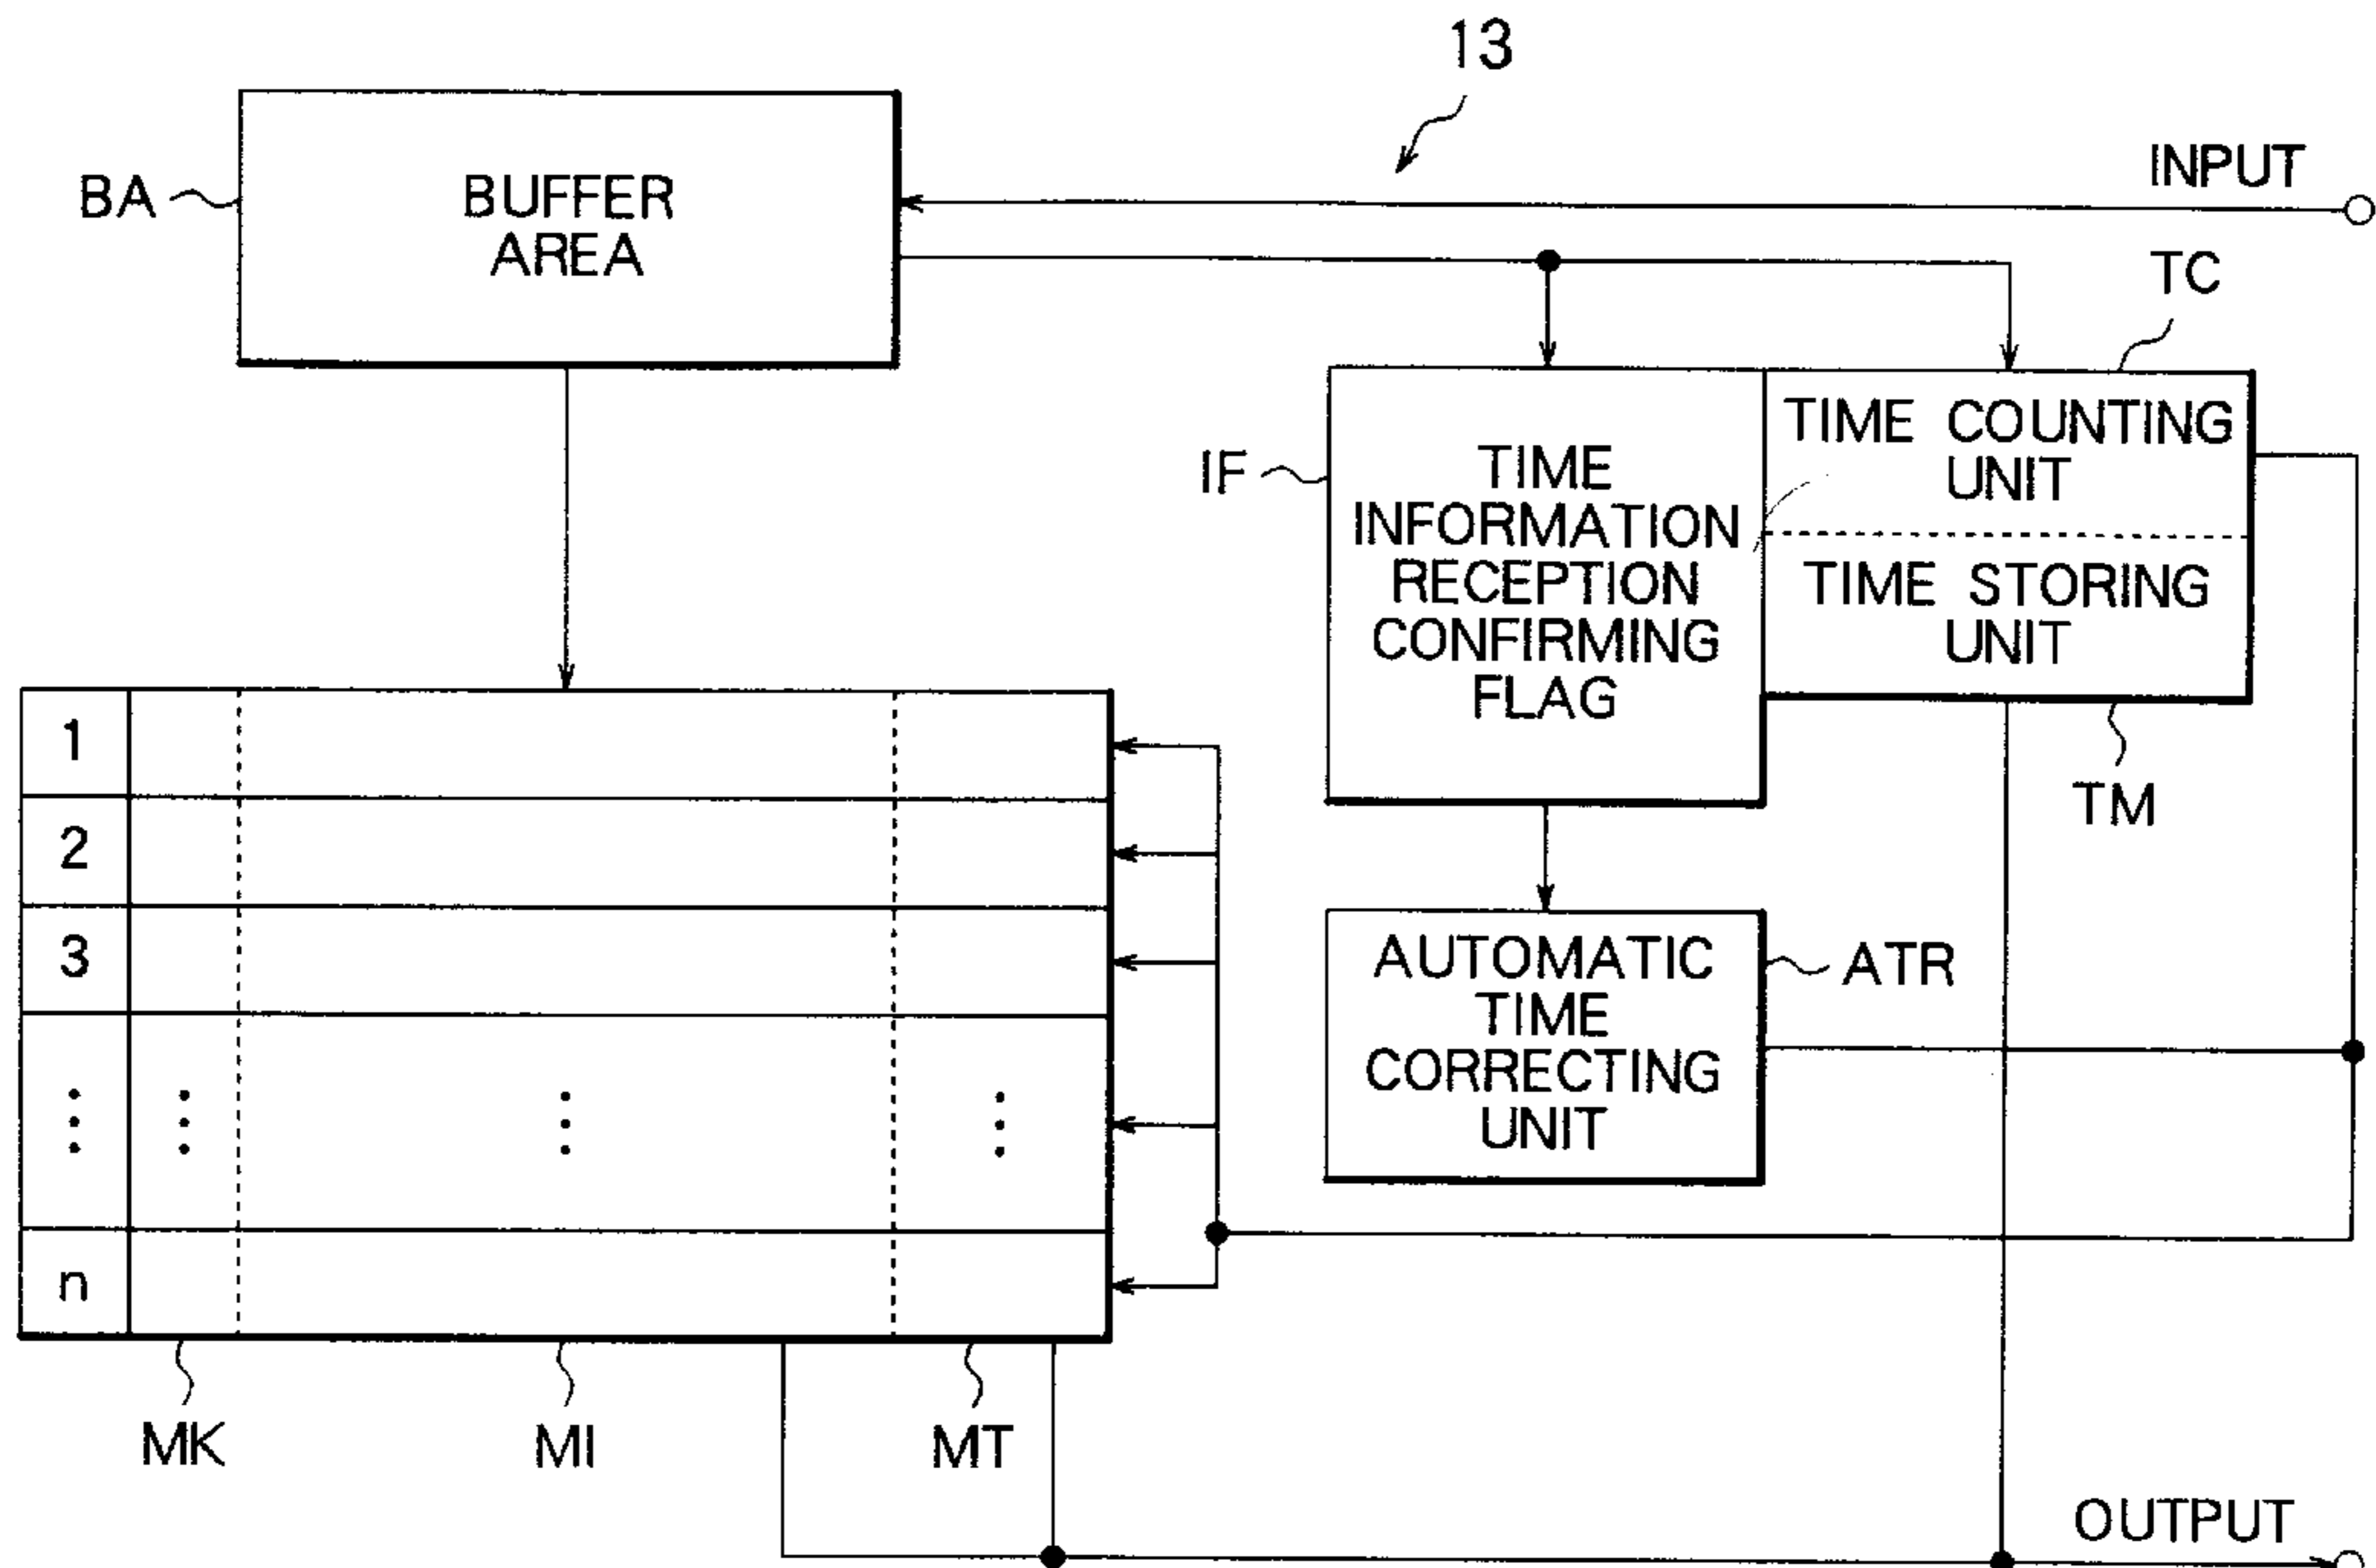 13
INPUT
BA
BUFFER
AREA
TC
IF
TIME
INFORMATION
RECEPTION
CONFIRMING
FLAG
TIME COUNTING
UNIT
TIME STORING
UNIT
TM
1
2
3
n
AUTOMATIC
TIME
CORRECTING
UNIT
ATR
MK
MI
MT
OUTPUT